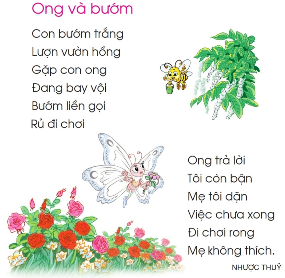 Ong và bướm
Con bướm trắng
Lượn vườn hồng
Gặp con ong
Đang bay vội
Bướm liền gọi
Rủ đi chơi
Ong trả lời
Tôi còn bận
Mẹ tôi dặn
Việc chưa xong
Đi chơi rong
Mẹ không thích.
NHƯỢC THUỶ